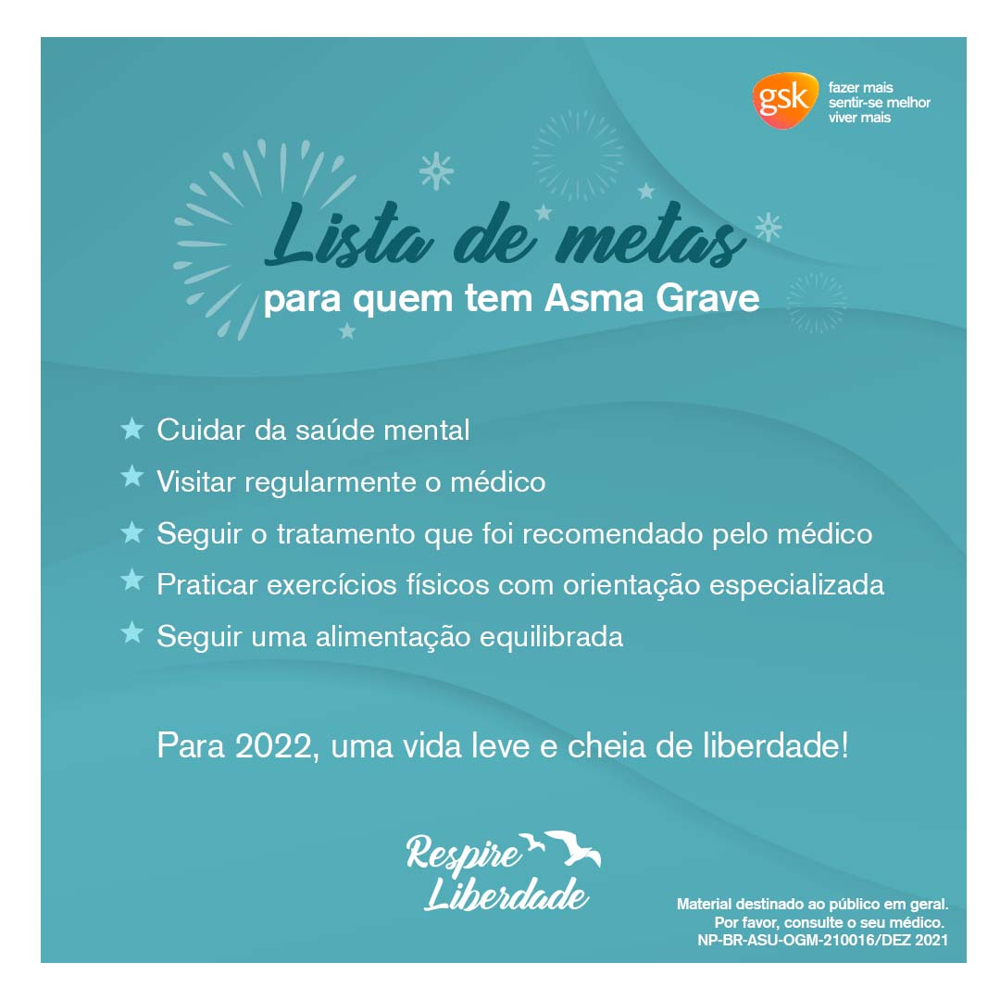 gsk
fazer mais
sentir-se melhor
viver mais
Lista de metas
para quem tem Asma Grave
Cuidar da saúde mental
Visitar regularmente o médico
Seguir o tratamento que foi recomendado pelo médico
Praticar exercícios físicos com orientação especializada
Seguir uma alimentação equilibrada
Para 2022, uma vida leve e cheia de liberdade!
Respire
Liberdade
Material destinado ao público em geral.
Por favor, consulte o seu médico.
NP-BR-ASU-OGM-210016/DEZ 2021